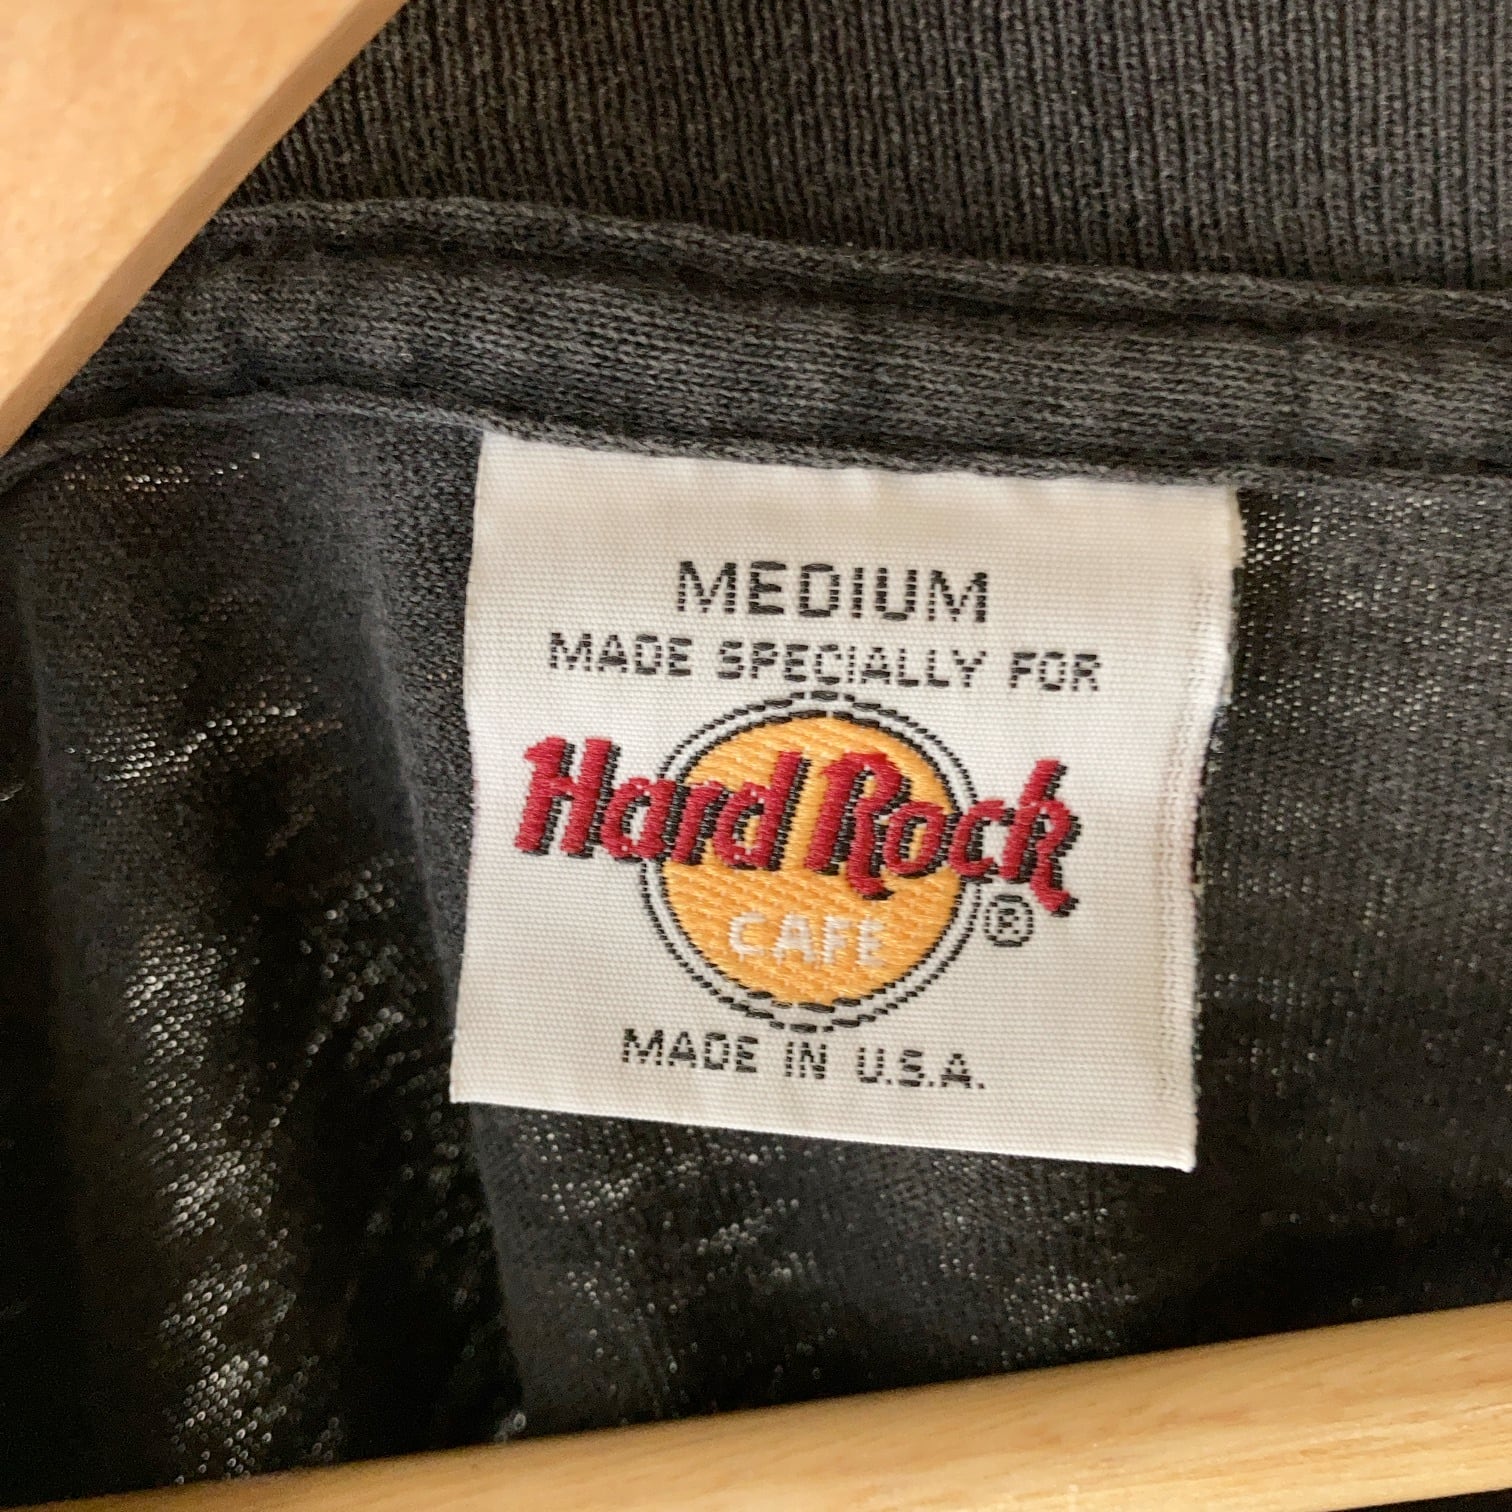 MEDIUM
MADE SPECIALLY FOR
Hard Rock
CAFE
®
MADE IN U.S.A.